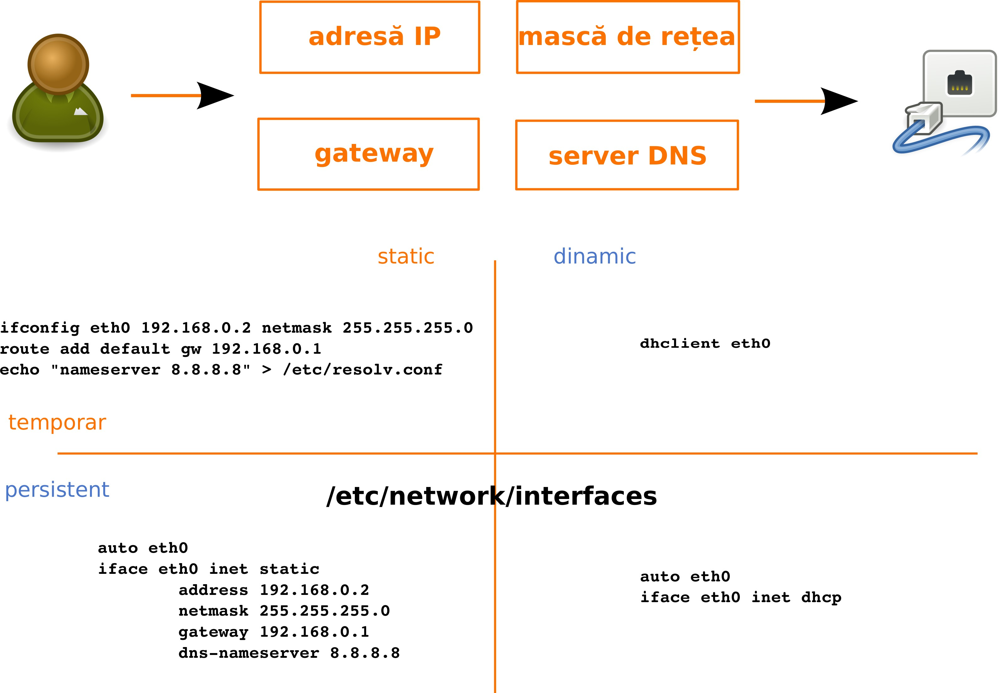 adresă IP
mască de rețea
gateway
server DNS
static
dinamic
ifconfig eth0 192.168.0.2 netmask 255.255.255.0
route add default gw 192.168.0.1
echo "nameserver 8.8.8.8" > /etc/resolv.conf
dhclient eth0
temporar
persistent
/etc/network/interfaces
auto eth0
iface eth0 inet static
address 192.168.0.2
netmask 255.255.255.0
gateway 192.168.0.1
dns-nameserver 8.8.8.8
auto eth0
iface eth0 inet dhcp